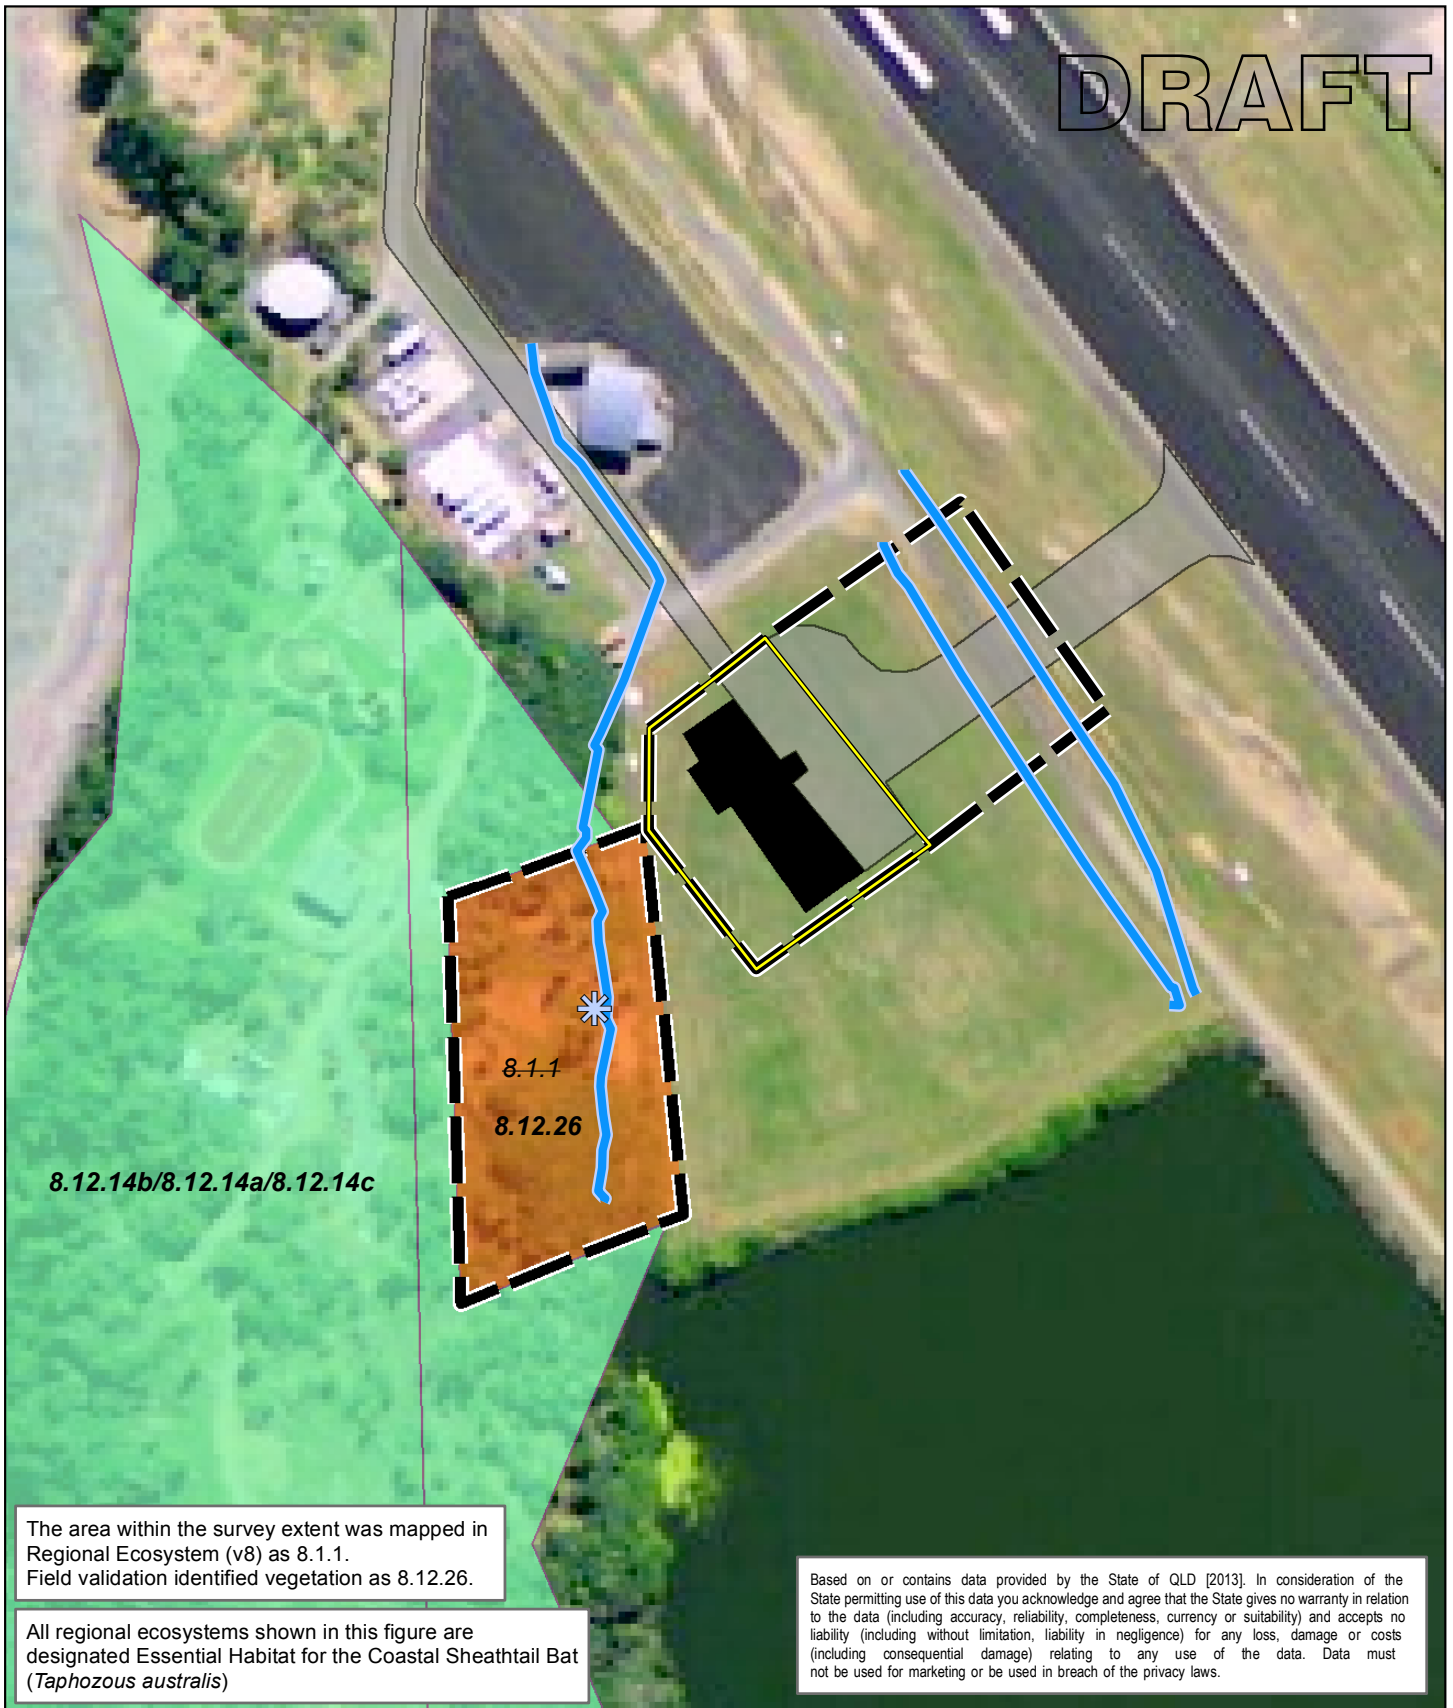 DRAFT
8.1.1
8.12.26
8.12.14b/8.12.14a/8.12.14c
The area within the survey extent was mapped in
Regional Ecosystem (v8) as 8.1.1.
Field validation identified vegetation as 8.12.26.
All regional ecosystems shown in this figure are
designated Essential Habitat for the Coastal Sheathtail Bat
(Taphozous australis)
Based on or contains data provided by the State of QLD [2013]. In consideration of the
State permitting use of this data you acknowledge and agree that the State gives no warranty in relation
to the data (including accuracy, reliability, completeness, currency or suitability) and accepts no
liability (including without limitation, liability in negligence) for any loss, damage or costs
(including consequential damage) relating to any use of the data. Data must
not be used for marketing or be used in breach of the privacy laws.